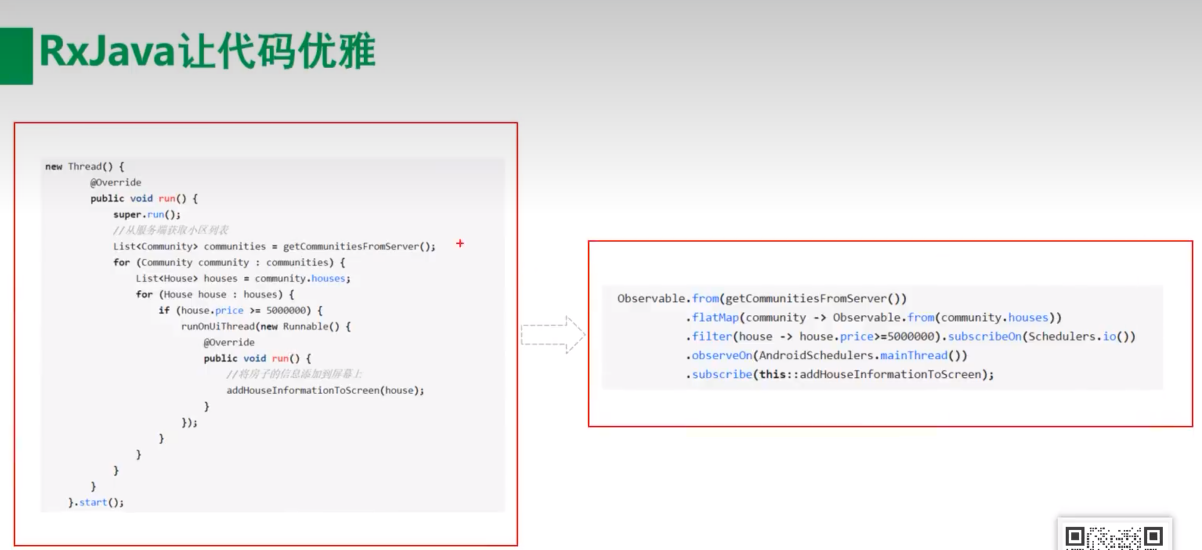 RxJava让代码优雅
new Thread() {
@Override
public void run() {
super.run();
//从服务端获取小区列表
List<Community> communities = getCommunitiesFromServer();
for (Community community : communities) {
List<House> houses = community.houses;
for (House house : houses) {
if (house.price >= 5000000) {
runOnUiThread(new Runnable() {
@Override
public void run() {
//将房子的信息添加到屏幕上
addHouseInformationToScreen(house);
}
});
}
}
}
}
}.start();
Observable.from(getCommunitiesFromServer())
.flatMap(community -> Observable.from(community.houses))
.filter(house -> house.price>=5000000).subscribeOn(Schedulers.io())
.observeOn(AndroidSchedulers.mainThread())
.subscribe(this::addHouseInformationToScreen);